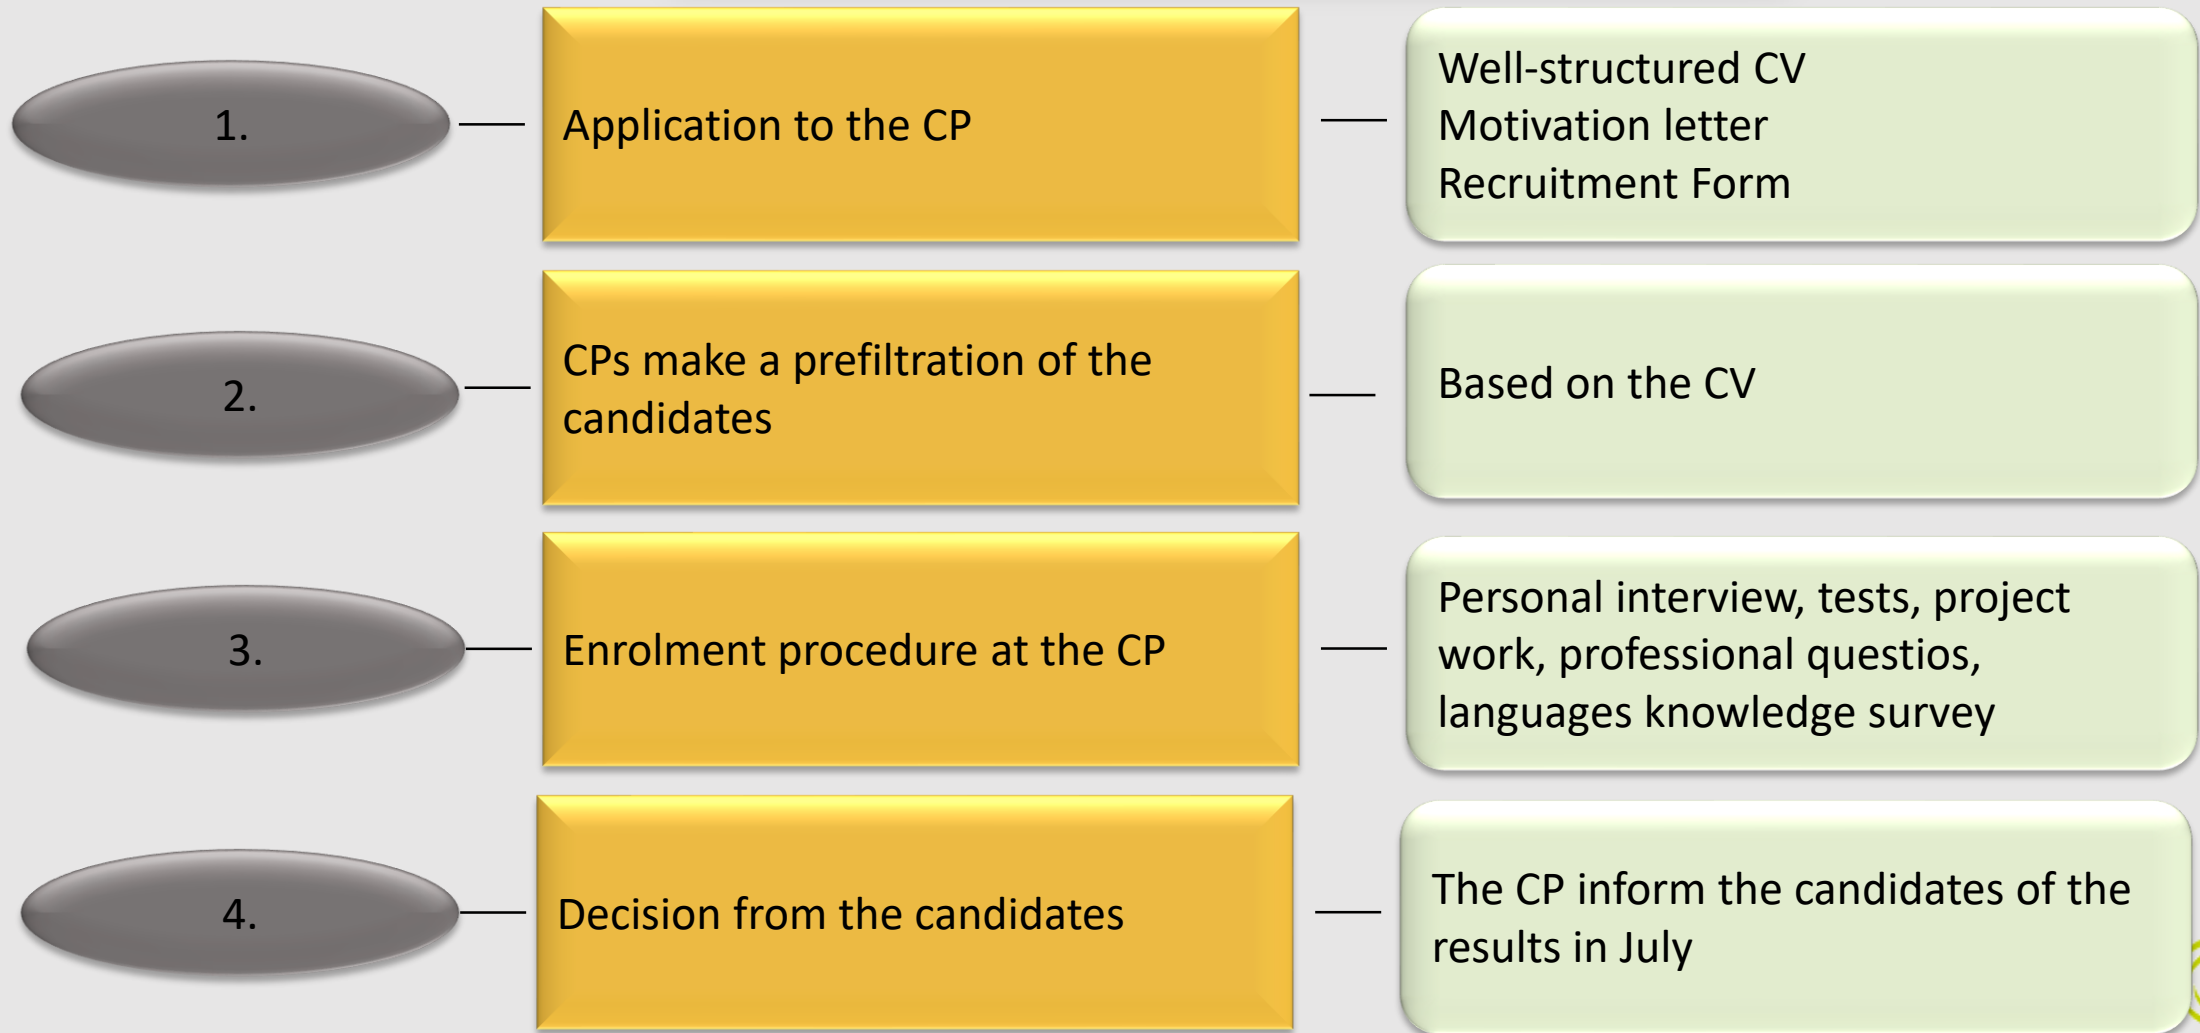 1.
Application to the CP
Well-structured CV
Motivation letter
Recruitment Form
2.
CPs make a prefiltration of the
candidates
Based on the CV
3.
Enrolment procedure at the CP
Personal interview, tests, project
work, professional questios,
languages knowledge survey
4.
Decision from the candidates
The CP inform the candidates of the
results in July